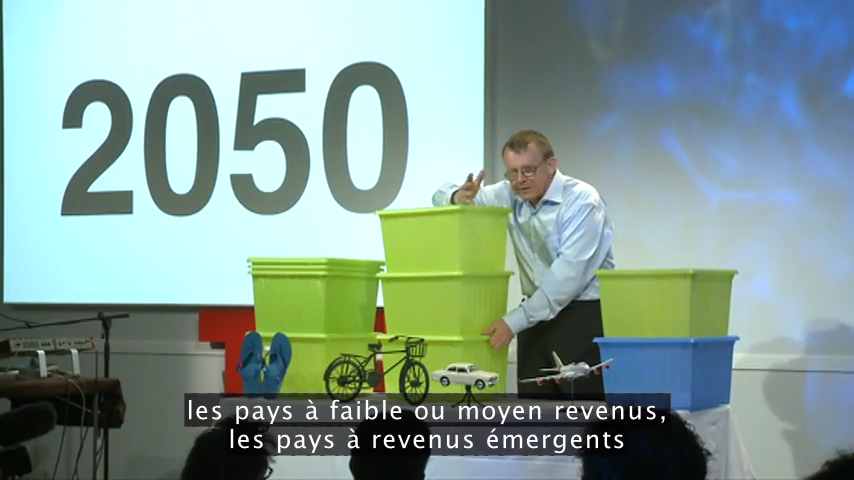 2050
les pays à faible ou moyen revenus,
les pays à revenus émergents